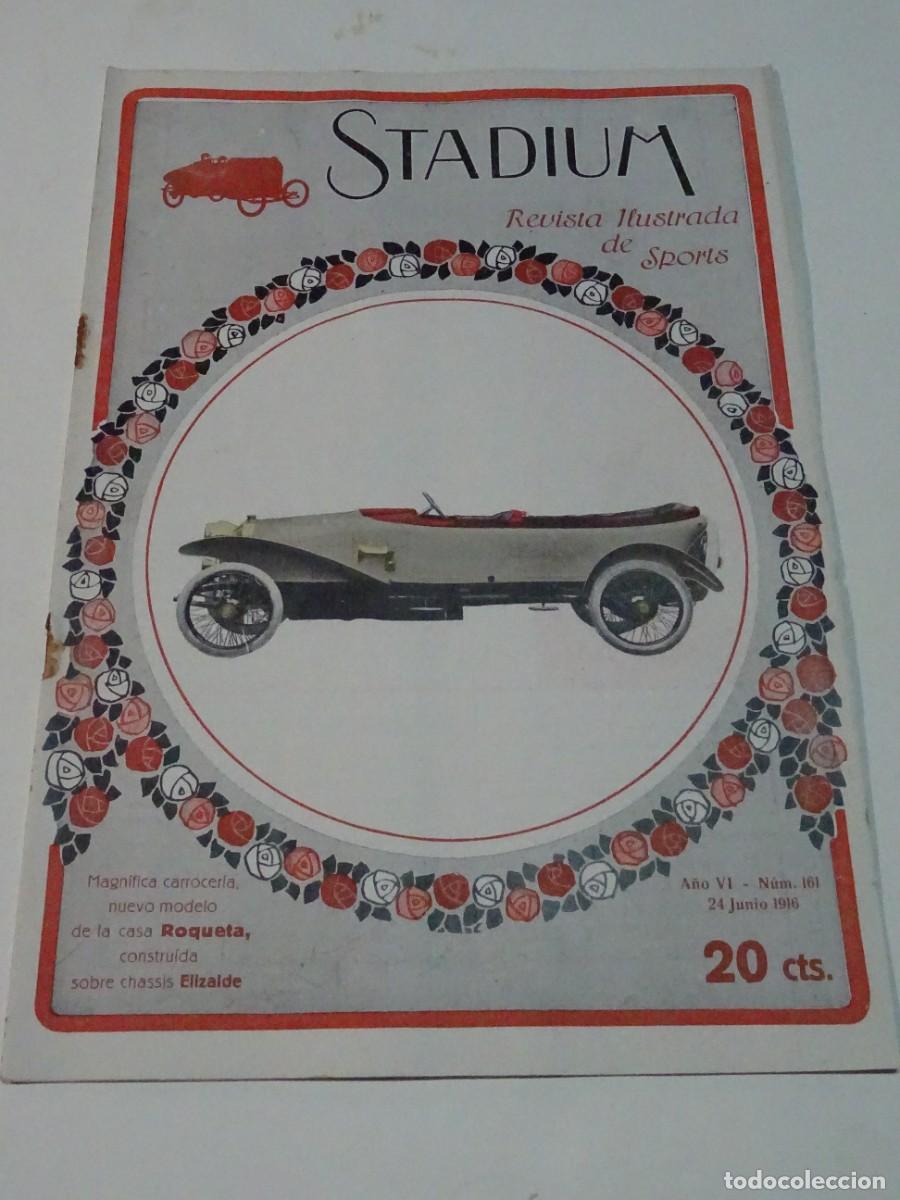 STADIUM
Revista Ilustrada
de
Sports
Magnífica carrocería,
nuevo modelo
de la casa Roqueta,
construída
sobre chassis Elizalde
Año VI - Núm. 161
24 Junio 1916
20 cts.
todocoleccion